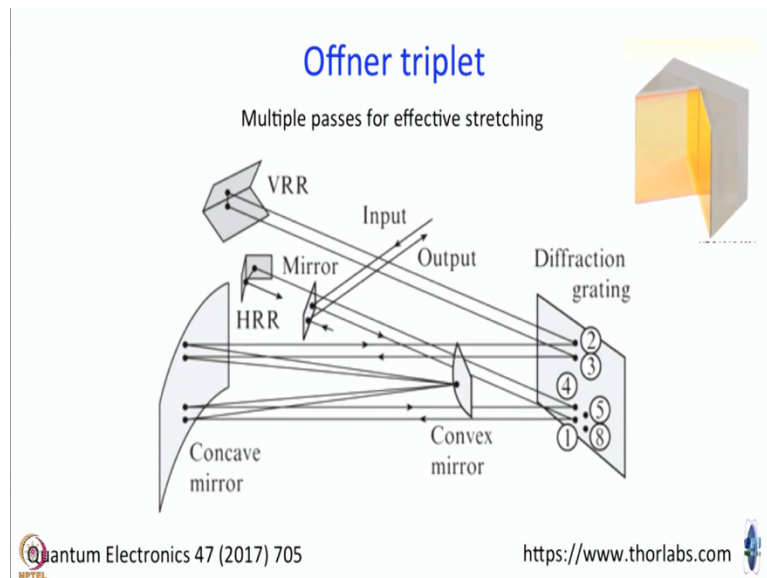 Offner triplet
Multiple passes for effective stretching
VRR
Input
Output
Mirror
HRR
Diffraction
grating
2
3
4
5
1
8
Concave
mirror
Convex
mirror
Quantum Electronics 47 (2017) 705
https://www.thorlabs.com
NPTEL